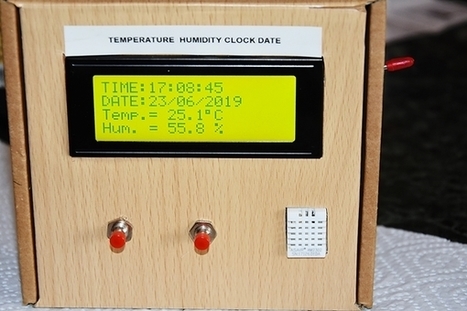 TEMPERATURE HUMIDITY CLOCK DATE
TIME:17:08:45
DATE:23/06/2019
Temp.= 25.1°C
Hum. = 55.8 %